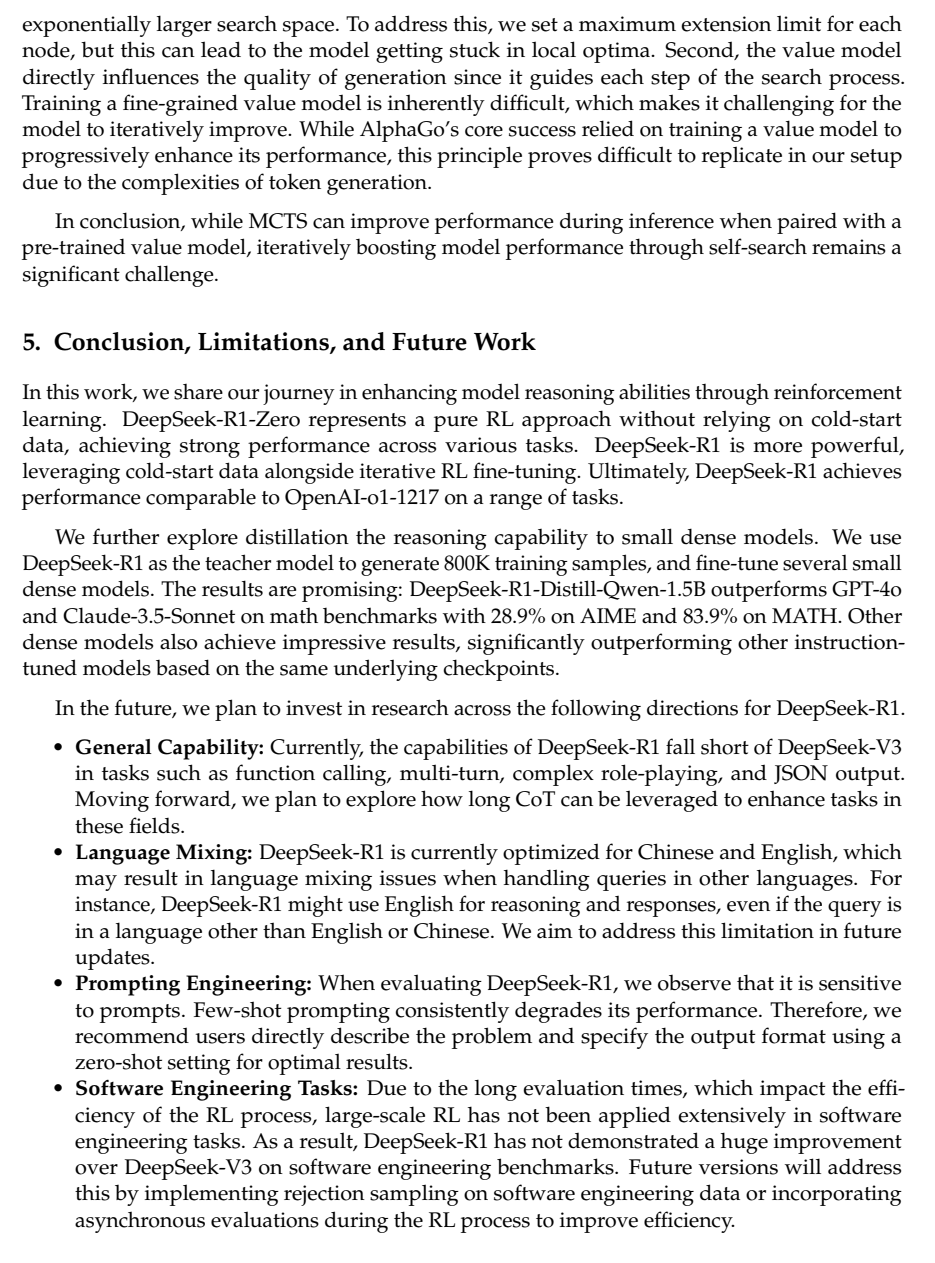 exponentially larger search space. To address this, we set a maximum extension limit for each
node, but this can lead to the model getting stuck in local optima. Second, the value model
directly influences the quality of generation since it guides each step of the search process.
Training a fine-grained value model is inherently difficult, which makes it challenging for the
model to iteratively improve. While AlphaGo's core success relied on training a value model to
progressively enhance its performance, this principle proves difficult to replicate in our setup
due to the complexities of token generation.
In conclusion, while MCTS can improve performance during inference when paired with a
pre-trained value model, iteratively boosting model performance through self-search remains a
significant challenge.
5. Conclusion, Limitations, and Future Work
In this work, we share our journey in enhancing model reasoning abilities through reinforcement
learning. DeepSeek-R1-Zero represents a pure RL approach without relying on cold-start
data, achieving strong performance across various tasks. DeepSeek-R1 is more powerful,
leveraging cold-start data alongside iterative RL fine-tuning. Ultimately, DeepSeek-R1 achieves
performance comparable to OpenAI-o1-1217 on a range of tasks.
We further explore distillation the reasoning capability to small dense models. We use
DeepSeek-R1 as the teacher model to generate 800K training samples, and fine-tune several small
dense models. The results are promising: DeepSeek-R1-Distill-Qwen-1.5B outperforms GPT-4o
and Claude-3.5-Sonnet on math benchmarks with 28.9% on AIME and 83.9% on MATH. Other
dense models also achieve impressive results, significantly outperforming other instruction-
tuned models based on the same underlying checkpoints.
In the future, we plan to invest in research across the following directions for DeepSeek-R1.
• General Capability: Currently, the capabilities of DeepSeek-R1 fall short of DeepSeek-V3
in tasks such as function calling, multi-turn, complex role-playing, and JSON output.
Moving forward, we plan to explore how long CoT can be leveraged to enhance tasks in
these fields.
• Language Mixing: DeepSeek-R1 is currently optimized for Chinese and English, which
may result in language mixing issues when handling queries in other languages. For
instance, DeepSeek-R1 might use English for reasoning and responses, even if the query is
in a language other than English or Chinese. We aim to address this limitation in future
updates.
• Prompting Engineering: When evaluating DeepSeek-R1, we observe that it is sensitive
to prompts. Few-shot prompting consistently degrades its performance. Therefore, we
recommend users directly describe the problem and specify the output format using a
zero-shot setting for optimal results.
• Software Engineering Tasks: Due to the long evaluation times, which impact the effi-
ciency of the RL process, large-scale RL has not been applied extensively in software
engineering tasks. As a result, DeepSeek-R1 has not demonstrated a huge improvement
over DeepSeek-V3 on software engineering benchmarks. Future versions will address
this by implementing rejection sampling on software engineering data or incorporating
asynchronous evaluations during the RL process to improve efficiency.